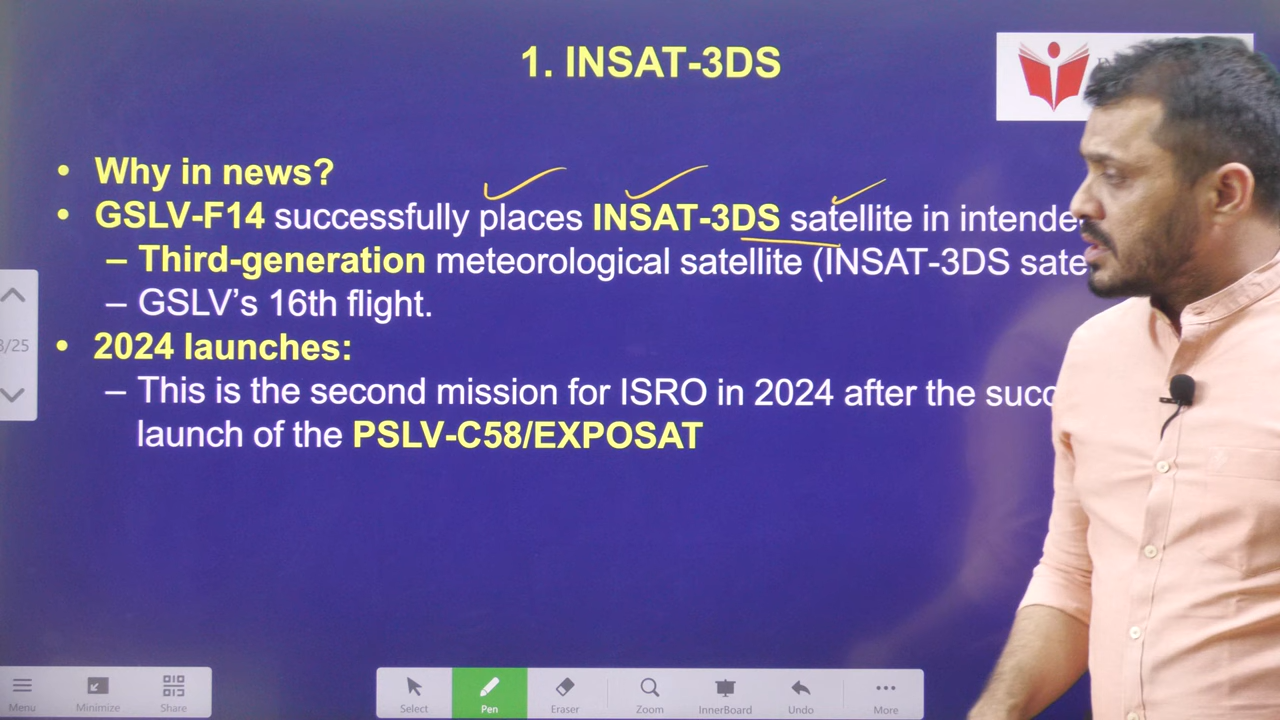 1. INSAT-3DS
• Why in news?
• GSLV-F14 successfully places INSAT-3DS satellite in intende
– Third-generation meteorological satellite (INSAT-3DS sate
– GSLV's 16th flight.
/25
• 2024 launches:
– This is the second mission for ISRO in 2024 after the succ
launch of the PSLV-C58/EXPOSAT
Menu Minimize Share Select Pen Eraser Zoom InnerBoard Undo More